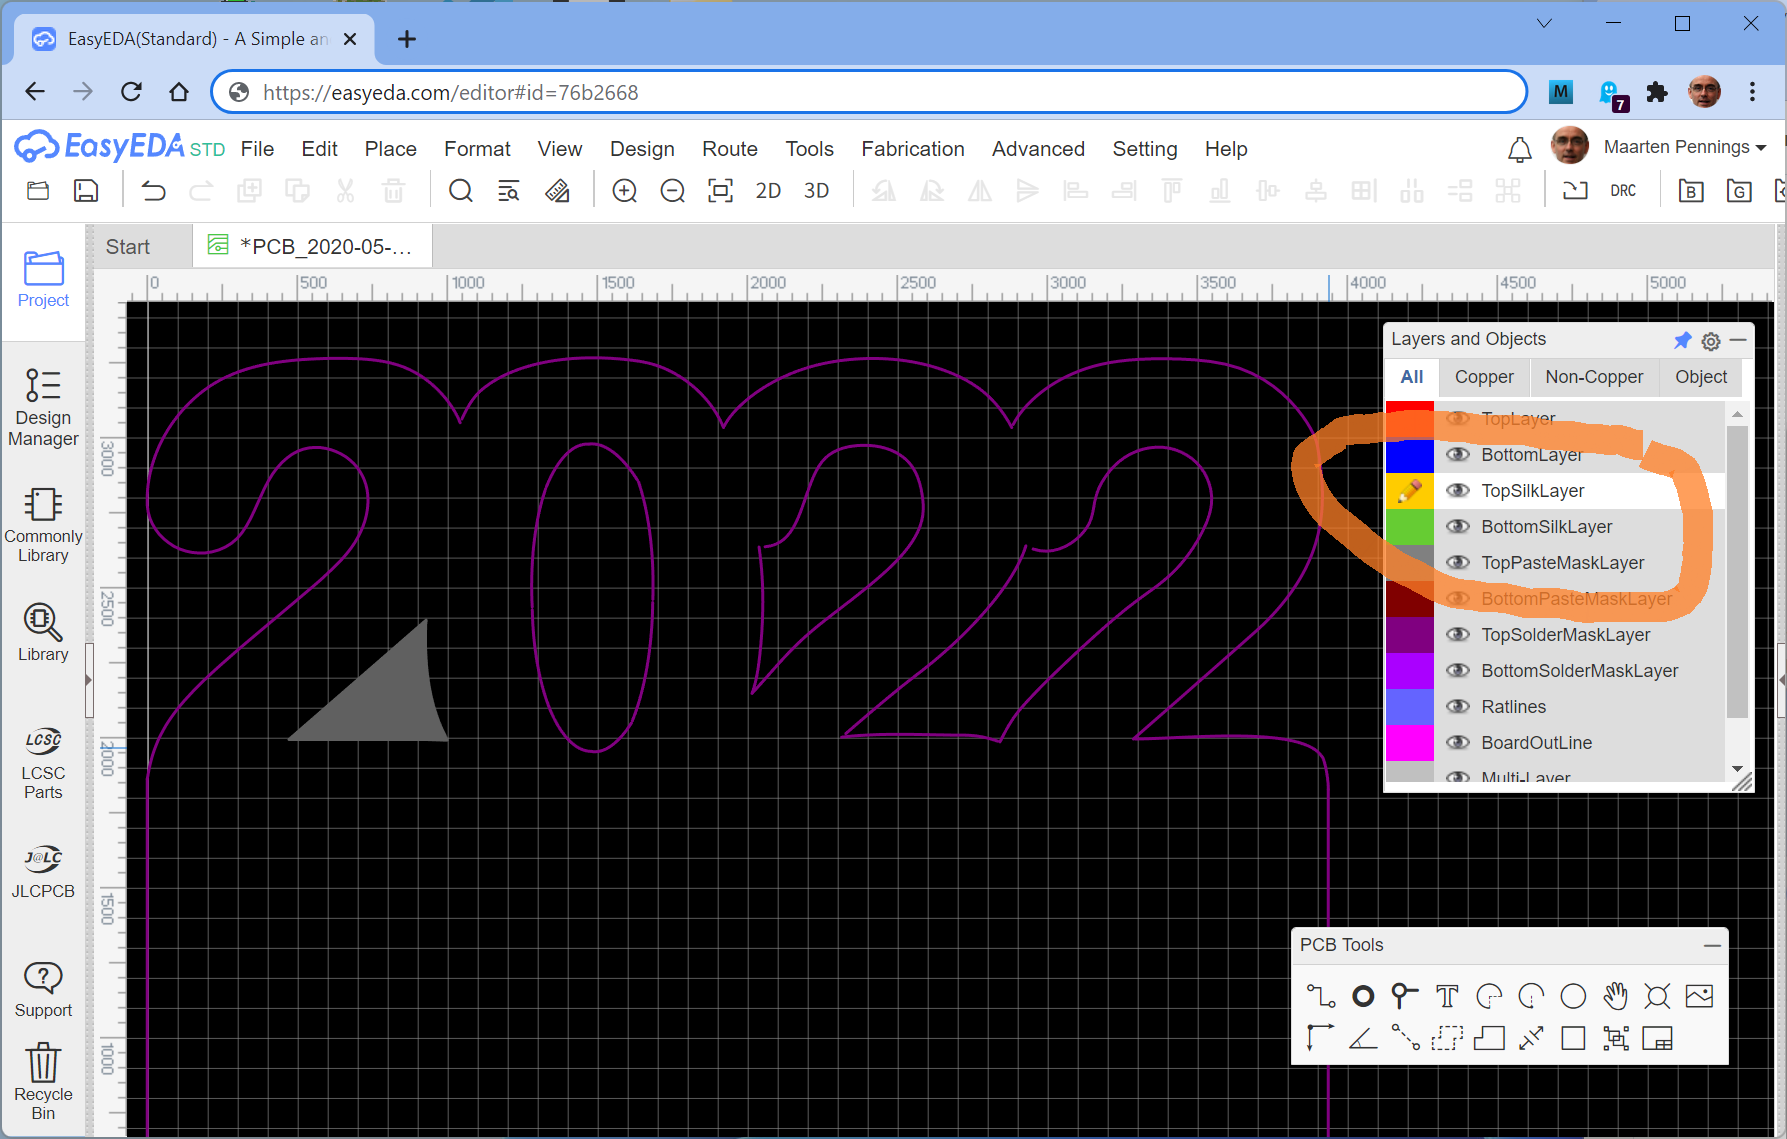 EasyEDA(Standard) - A Simple an
https://easyeda.com/editor#id=76b2668
M
7
EasyEDA STD File Edit Place Format View Design Route Tools Fabrication Advanced Setting Help Maarten Pennings
2D 3D DRC B G
Start *PCB_2020-05-...
0 500 1000 1500 2000 2500 3000 3500 4000 4500 5000
3000
2500
2000
1500
1000
Project
Design
Manager
Commonly
Library
Library
LCSC
LCSC
Parts
J@LC
JLCPCB
?
Support
Recycle
Bin
Layers and Objects
All Copper Non-Copper Object
TopLayer
BottomLayer
TopSilkLayer
BottomSilkLayer
TopPasteMaskLayer
BottomPasteMaskLayer
TopSolderMaskLayer
BottomSolderMaskLayer
Ratlines
BoardOutLine
Multi-Layer
2022
PCB Tools
T